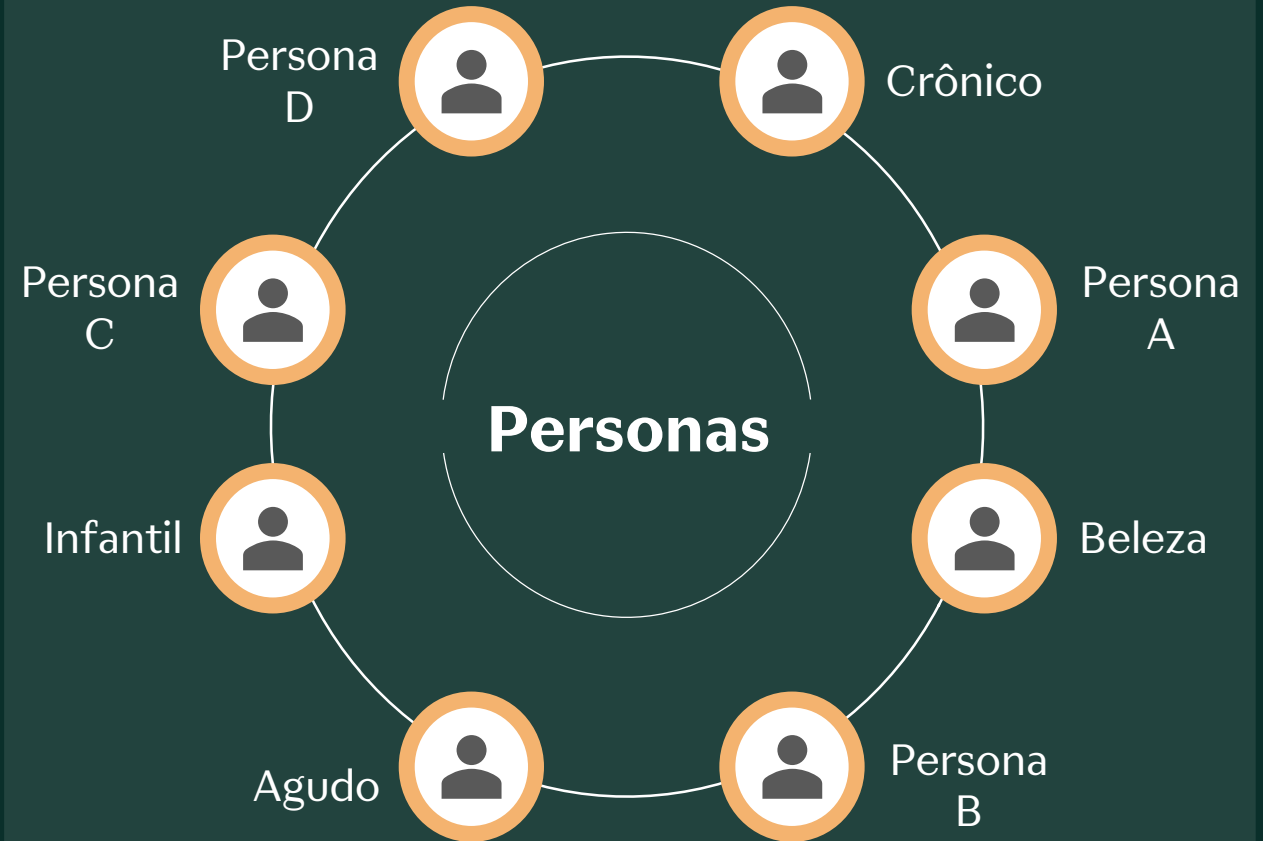 Persona
D
Crônico
Persona
C
Persona
A
Personas
Infantil
Beleza
Agudo
Persona
B